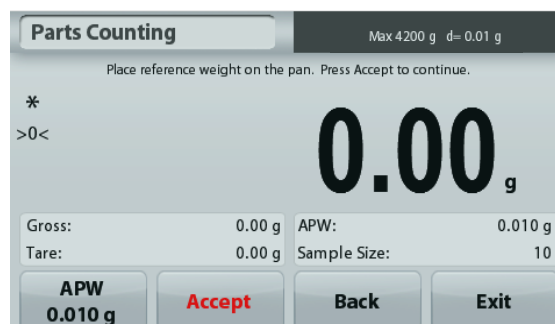 Parts Counting
Max 4200 g d= 0.01 g
Place reference weight on the pan. Press Accept to continue.
*
>0<
0.00 g
Gross: 0.00 g APW: 0.010 g
Tare: 0.00 g Sample Size: 10
APW 0.010 g
Accept
Back
Exit